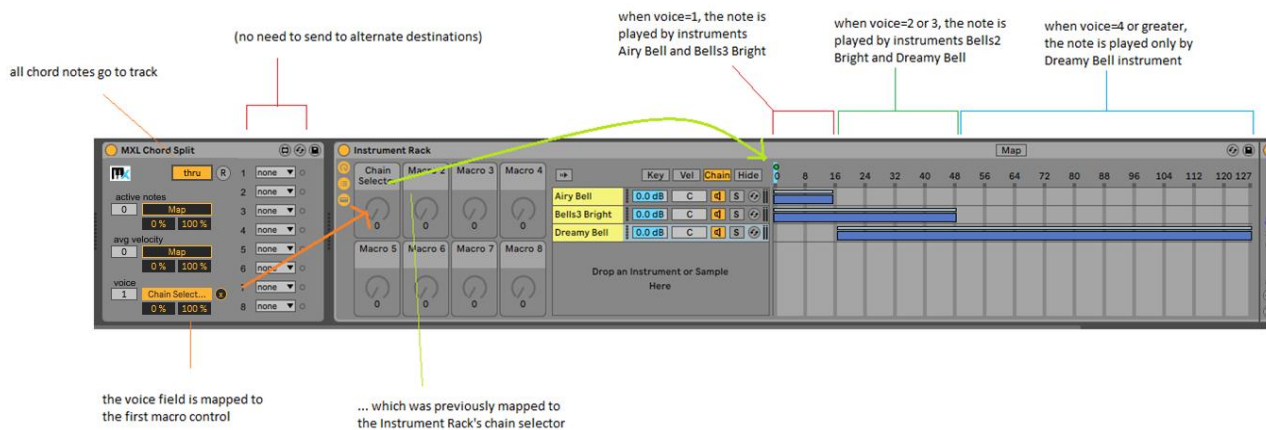 (no need to send to alternate destinations)
all chord notes go to track
when voice=1, the note is
played by instruments
Airy Bell and Bells3 Bright
when voice=2 or 3, the note is
played by instruments Bells2
Bright and Dreamy Bell
when voice=4 or greater,
the note is played only by
Dreamy Bell instrument
MXL Chord Split
thru R
active notes
0 Map
0 % 100 %
avg velocity
0 Map
0 % 100 %
voice
1 Chain Select... x
0 % 100 %
1 none
2 none
3 none
4 none
5 none
6 none
7 none
8 none
Instrument Rack
Map
Chain
Selector
Macro 2 Macro 3 Macro 4
0 0 0 0
Macro 5 Macro 6 Macro 7 Macro 8
0 0 0 0
Key Vel Chain Hide
0 8 16 24 32 40 48 56 64 72 80 88 96 104 112 120 127
Airy Bell 0.0 dB C S
Bells3 Bright 0.0 dB C S
Dreamy Bell 0.0 dB C S
Drop an Instrument or Sample
Here
the voice field is mapped to
the first macro control
... which was previously mapped to
the Instrument Rack's chain selector